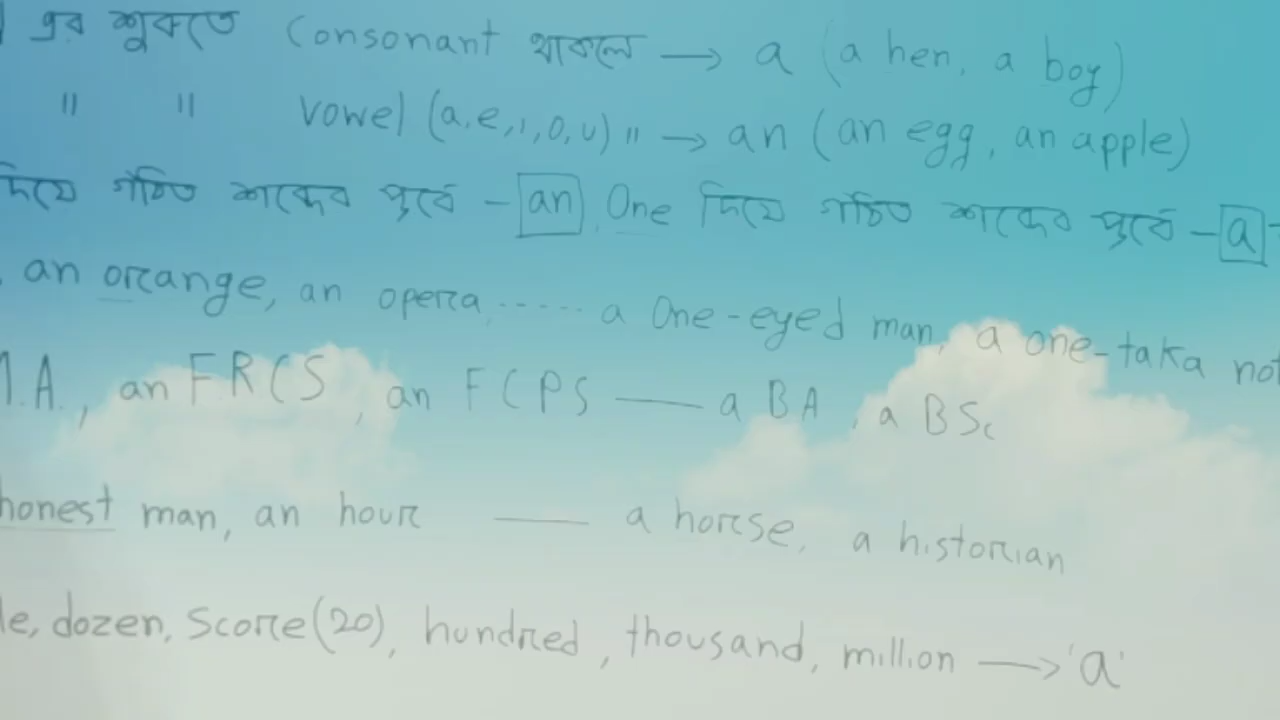 এর শুরুতে Consonant থাকলে → a (a hen, a boy)
" " vowel (a,e,i,o,u) " → an (an egg, an apple)
দিয়ে গঠিত শব্দের পূর্বে - an, One দিয়ে গঠিত শব্দের পূর্বে - a
an orange, an opera ..... a One-eyed man, a one-taka
M.A., an FRCS, an FCPS — a BA, a BSc
honest man, an hour — a horse, a historian
dozen, Score(20), hundred, thousand, million → 'a'